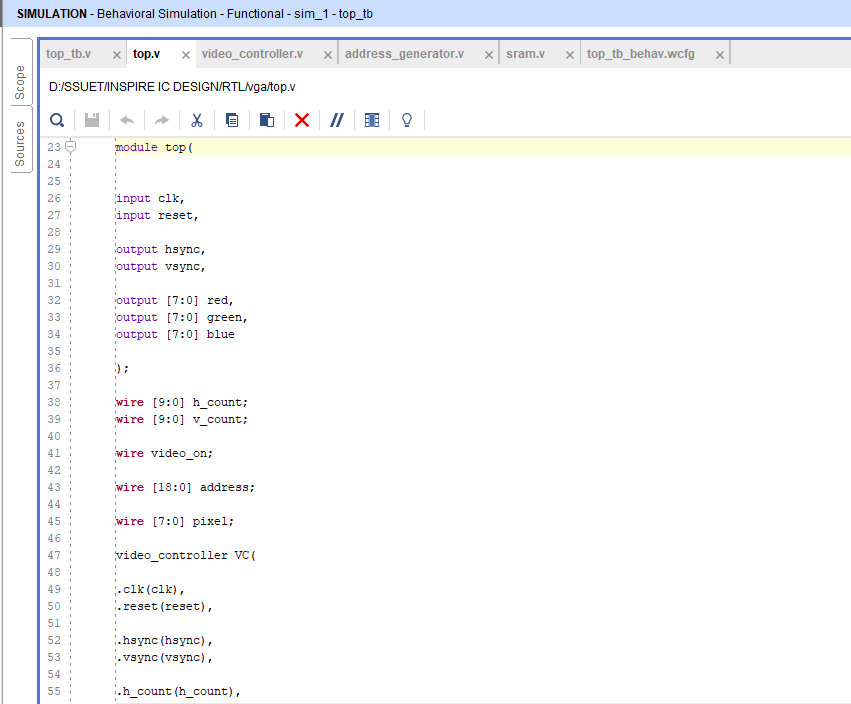 SIMULATION - Behavioral Simulation - Functional - sim_1 - top_tb
Scope
Sources
top_tb.v × top.v × video_controller.v × address_generator.v × sram.v × top_tb_behav.wcfg ×
D:/SSUET/INSPIRE IC DESIGN/RTL/vga/top.v
23 module top(
24
25
26 input clk,
27 input reset,
28
29 output hsync,
30 output vsync,
31
32 output [7:0] red,
33 output [7:0] green,
34 output [7:0] blue
35
36 );
37
38 wire [9:0] h_count;
39 wire [9:0] v_count;
40
41 wire video_on;
42
43 wire [18:0] address;
44
45 wire [7:0] pixel;
46
47 video_controller VC(
48
49 .clk(clk),
50 .reset(reset),
51
52 .hsync(hsync),
53 .vsync(vsync),
54
55 .h_count(h_count),